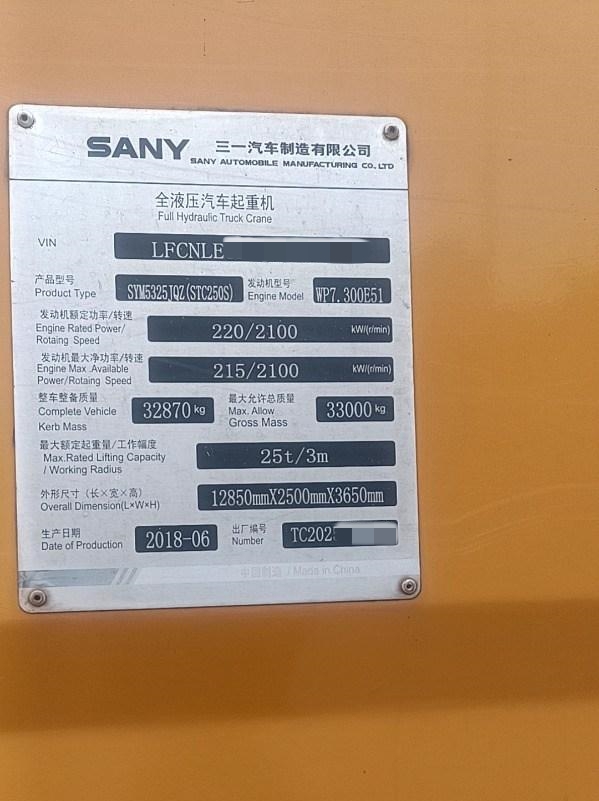 SANY 三一汽车制造有限公司
SANY AUTOMOBILE MANUFACTURING CO.,LTD
全液压汽车起重机
Full Hydraulic Truck Crane
VIN LFCNLE
产品型号 发动机型号
Product Type SYM5325JQZ(STC250S) Engine Model WP7.300E51
发动机额定功率/转速
Engine Rated Power/ 220/2100 kW/(r/min)
Rotaing Speed
发动机最大净功率/转速
Engine Max .Available 215/2100 kW/(r/min)
Power/Rotaing Speed
整车整备质量 最大允许总质量
Complete Vehicle 32870 kg Max. Allow 33000 kg
Kerb Mass Gross Mass
最大额定起重量/工作幅度
Max.Rated Lifting Capacity 25t/3m
/ Working Radius
外形尺寸（长×宽×高）
Overall Dimension(L×W×H) 12850mmX2500mmX3650mm
生产日期 出厂编号
Date of Production 2018-06 Number TC202
中国制造 / Made in China